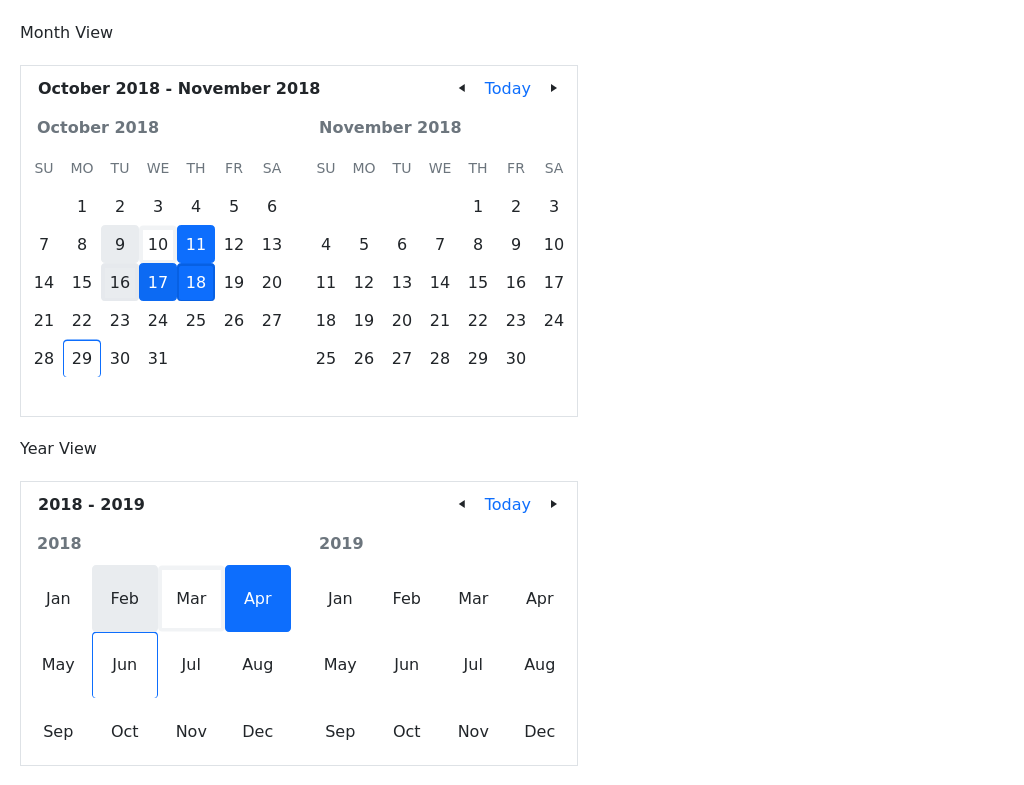 Month View
October 2018 - November 2018
◄ Today ►
October 2018
SU MO TU WE TH FR SA
1 2 3 4 5 6
7 8 9 10 11 12 13
14 15 16 17 18 19 20
21 22 23 24 25 26 27
28 29 30 31
November 2018
SU MO TU WE TH FR SA
1 2 3
4 5 6 7 8 9 10
11 12 13 14 15 16 17
18 19 20 21 22 23 24
25 26 27 28 29 30
Year View
2018 - 2019
◄ Today ►
2018
Jan Feb Mar Apr
May Jun Jul Aug
Sep Oct Nov Dec
2019
Jan Feb Mar Apr
May Jun Jul Aug
Sep Oct Nov Dec